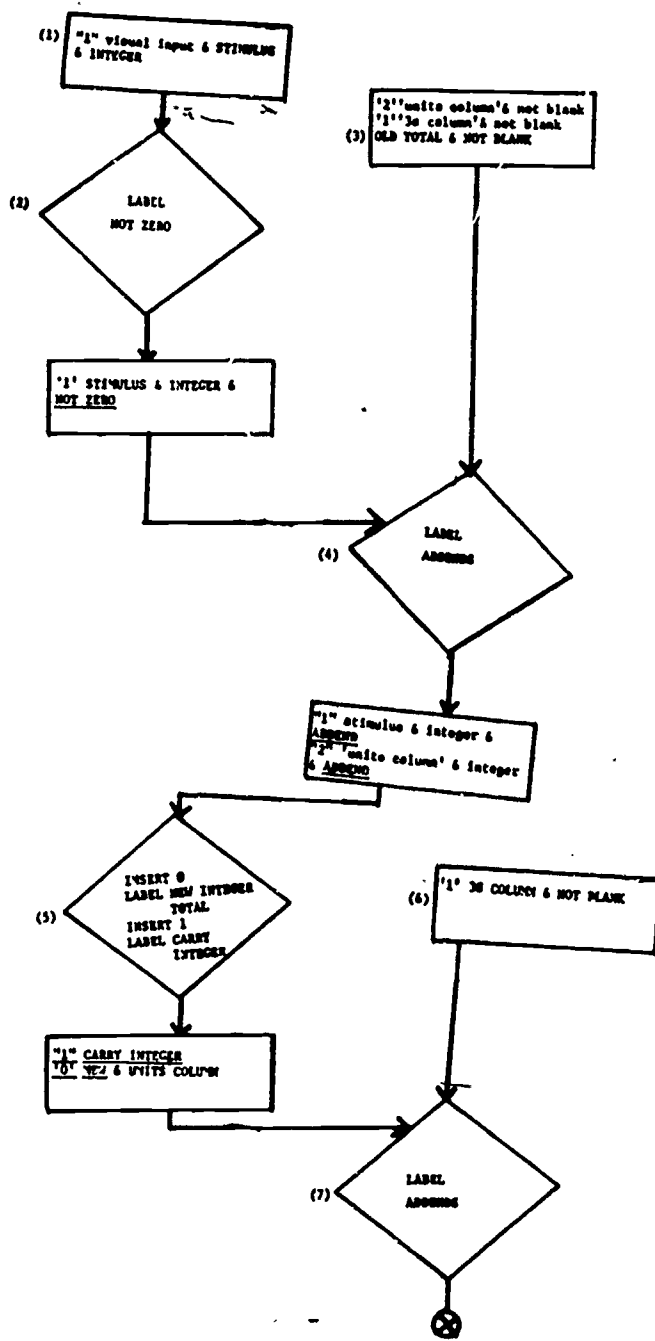 (1) "1" visual input & STIMULUS
& INTEGER
(2) LABEL
NOT ZERO
'1' STIMULUS & INTEGER &
NOT ZERO
'2' 'units column' & not blank
'1' '3s column' & not blank
(3) OLD TOTAL & NOT BLANK
(4) LABEL
ADDENDS
"1" stimulus & integer &
ADDEND
"2" 'units column' & integer
& ADDEND
(5) INSERT 0
LABEL NEW INTEGER
TOTAL
INSERT 1
LABEL CARRY
INTEGER
"1" CARRY INTEGER
'0' NEW & UNITS COLUMN
(6) '1' 3S COLUMN & NOT BLANK
(7) LABEL
ADDENDS